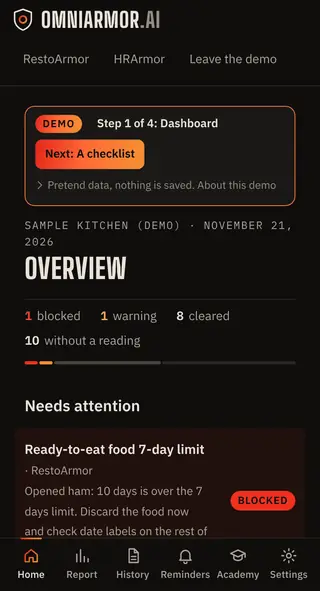 OMNIARMOR.AI
RestoArmor HRArmor Leave the demo
DEMO Step 1 of 4: Dashboard
Next: A checklist
Pretend data, nothing is saved. About this demo
SAMPLE KITCHEN (DEMO) · NOVEMBER 21,
2026
OVERVIEW
1 blocked 1 warning 8 cleared
10 without a reading
Needs attention
Ready-to-eat food 7-day limit
· RestoArmor
Opened ham: 10 days is over the 7
days limit. Discard the food now
and check date labels on the rest of
BLOCKED
Home Report History Reminders Academy Settings